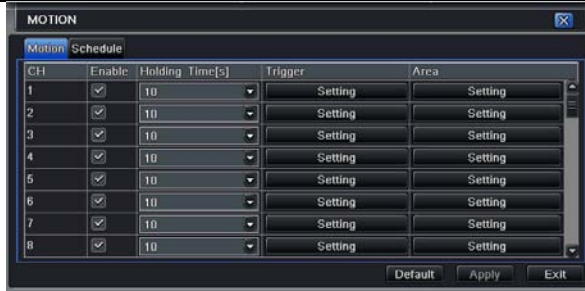 MOTION
Motion Schedule
CH Enable Holding Time[s] Trigger Area
1 10 Setting Setting
2 10 Setting Setting
3 10 Setting Setting
4 10 Setting Setting
5 10 Setting Setting
6 10 Setting Setting
7 10 Setting Setting
8 10 Setting Setting
Default Apply Exit